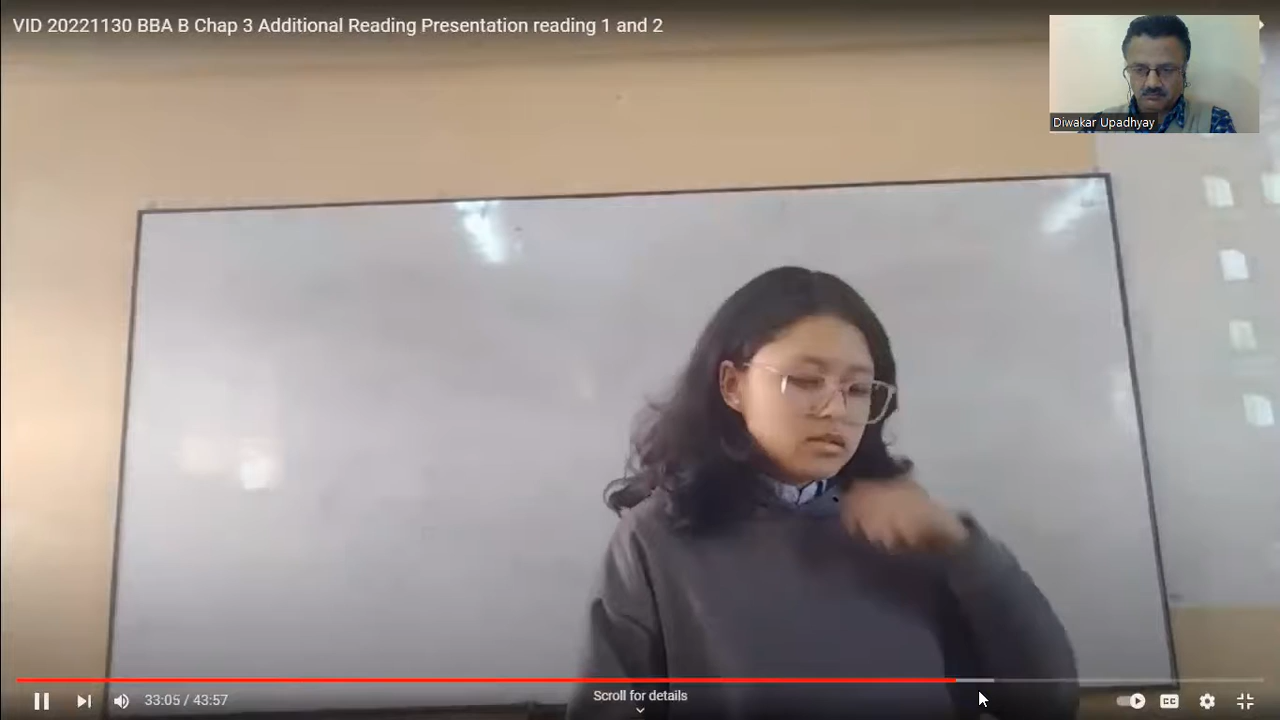 VID 20221130 BBA B Chap 3 Additional Reading Presentation reading 1 and 2
Diwakar Upadhyay
33:05 / 43:57
Scroll for details
CC